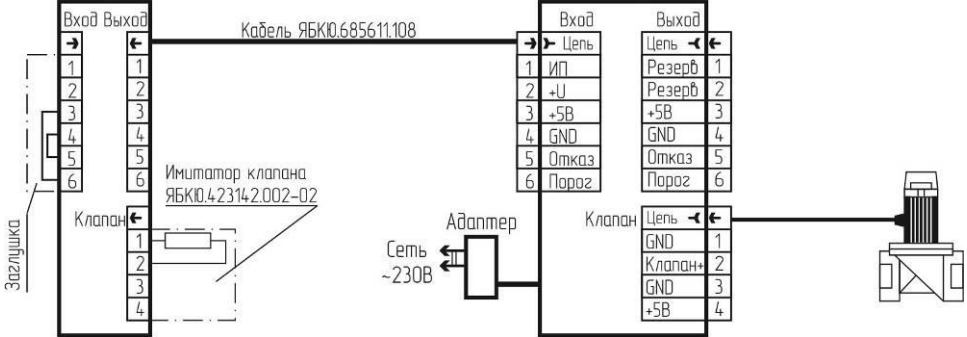 Вход Выход
1 1
2 2
3 3
4 4
5 5
6 6
Клапан
1
2
3
4
Заглушка
Имитатор клапана
ЯБКЮ.423142.002-02
Кабель ЯБКЮ.685611.108
Сеть
~230В
Адаптер
Вход Выход
Цепь Цепь
1 ИП Резерв 1
2 +U Резерв 2
3 +5В +5В 3
4 GND GND 4
5 Отказ Отказ 5
6 Порог Порог 6
Клапан Цепь
GND 1
Клапан+ 2
GND 3
+5В 4